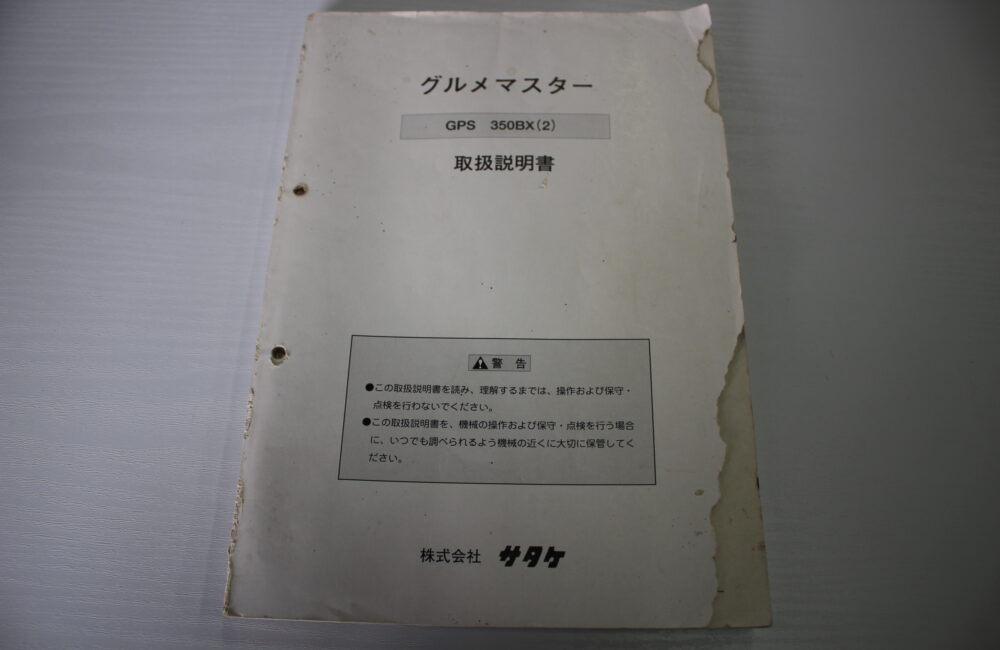 グルメマスター
GPS 350BX(2)
取扱説明書
警 告
●この取扱説明書を読み、理解するまでは、操作および保守・
点検を行わないでください。
●この取扱説明書を、機械の操作および保守・点検を行う場合
に、いつでも調べられるよう機械の近くに大切に保管してく
ださい。
株式会社 サタケ